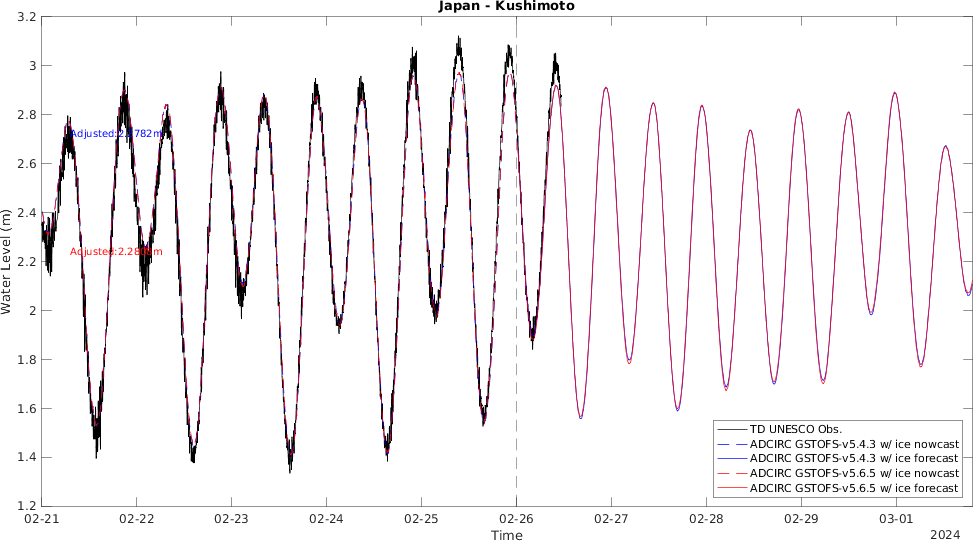 Japan - Kushimoto
Water Level (m)
3.2
3
2.8
2.6
2.4
2.2
2
1.8
1.6
1.4
1.2
Adjusted:
Adjusted:
TD UNESCO Obs.
ADCIRC GSTOFS-v5.4.3 w/ ice nowcast
ADCIRC GSTOFS-v5.4.3 w/ ice forecast
ADCIRC GSTOFS-v5.6.5 w/ ice nowcast
ADCIRC GSTOFS-v5.6.5 w/ ice forecast
02-21 02-22 02-23 02-24 02-25 02-26 02-27 02-28 02-29 03-01
Time
2024